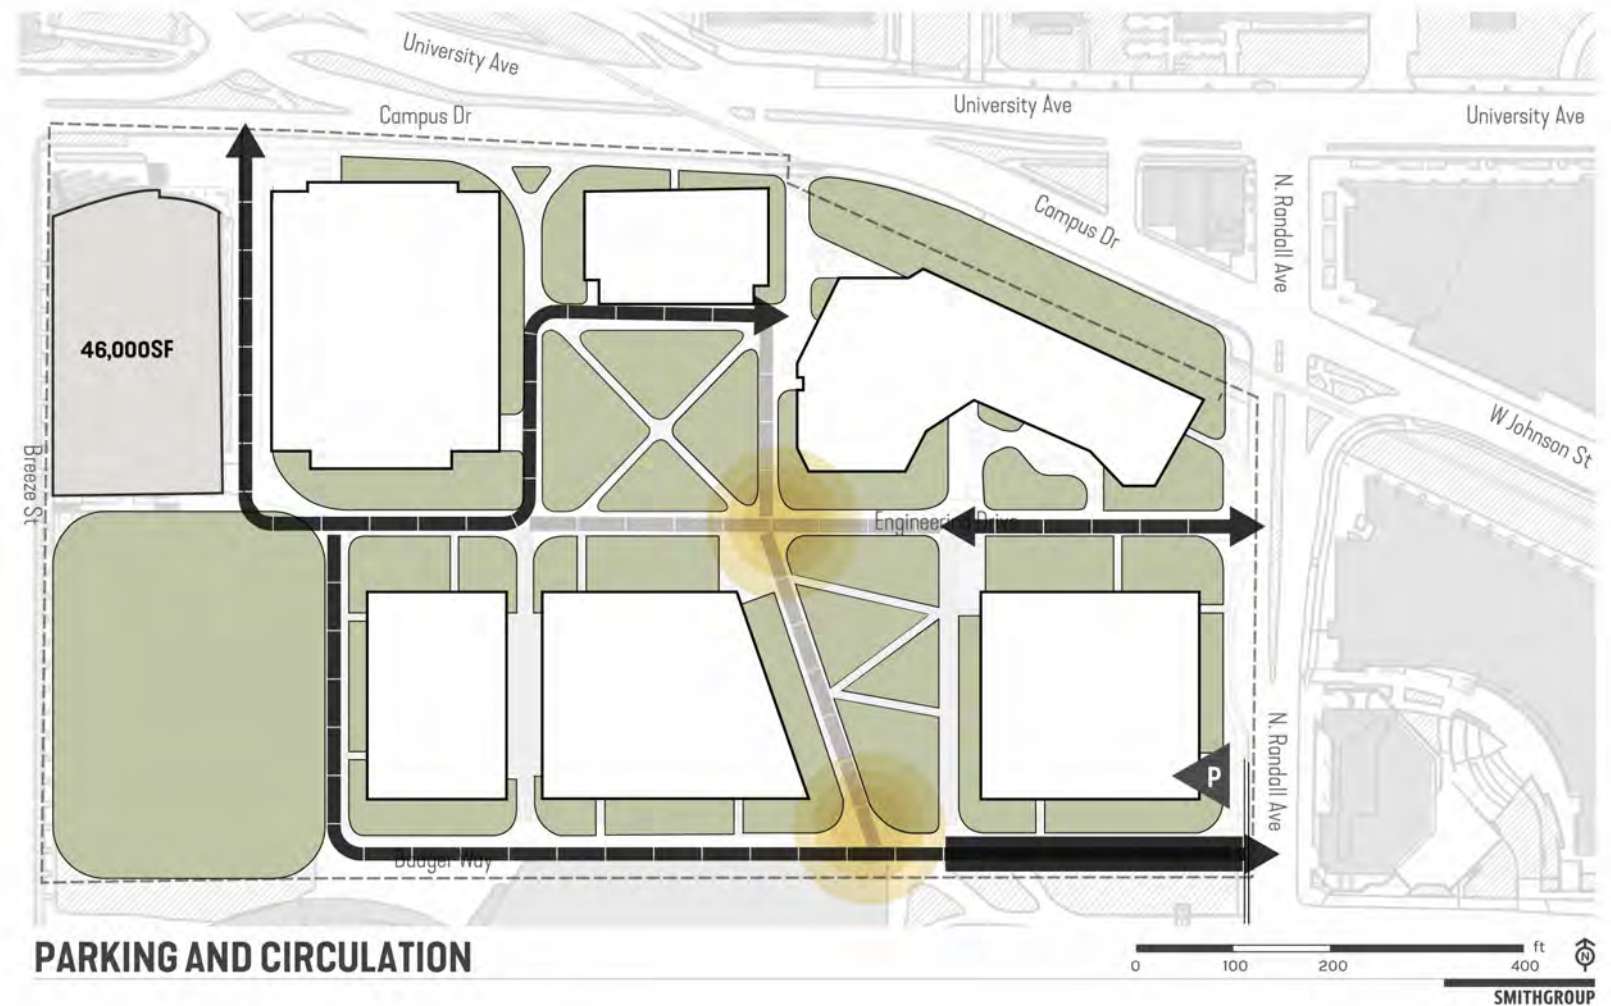 University Ave
University Ave
University Ave
Campus Dr
Campus Dr
N. Randall Ave
46,000SF
W Johnson St
Breeze St
Engineering Drive
P
N. Randall Ave
Badger Way
PARKING AND CIRCULATION
ft
0 100 200 400
N
SMITHGROUP